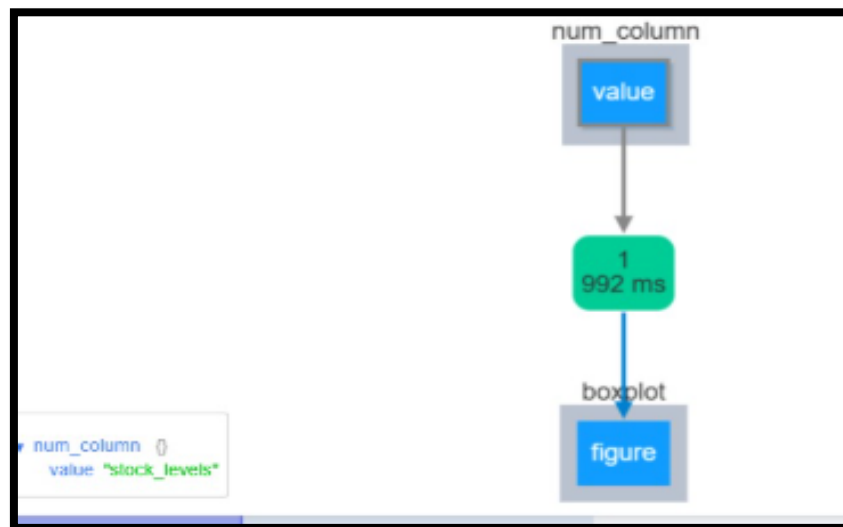 num_column
value
1
992 ms
boxplot
figure
num_column {}
value "stock_levels"